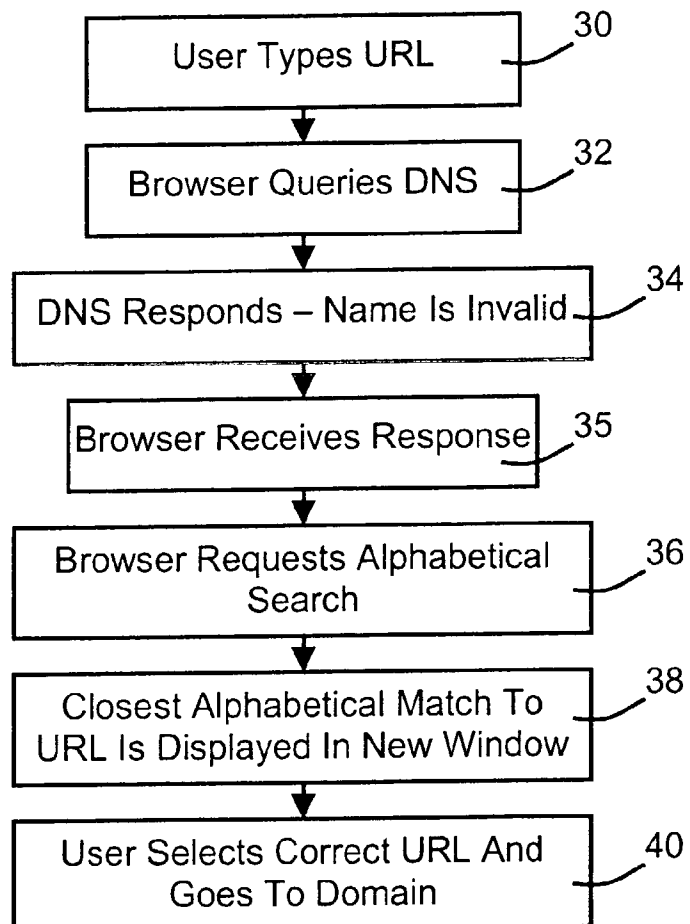 User Types URL
30
Browser Queries DNS
32
DNS Responds – Name Is Invalid
34
Browser Receives Response
35
Browser Requests Alphabetical
Search
36
Closest Alphabetical Match To
URL Is Displayed In New Window
38
User Selects Correct URL And
Goes To Domain
40